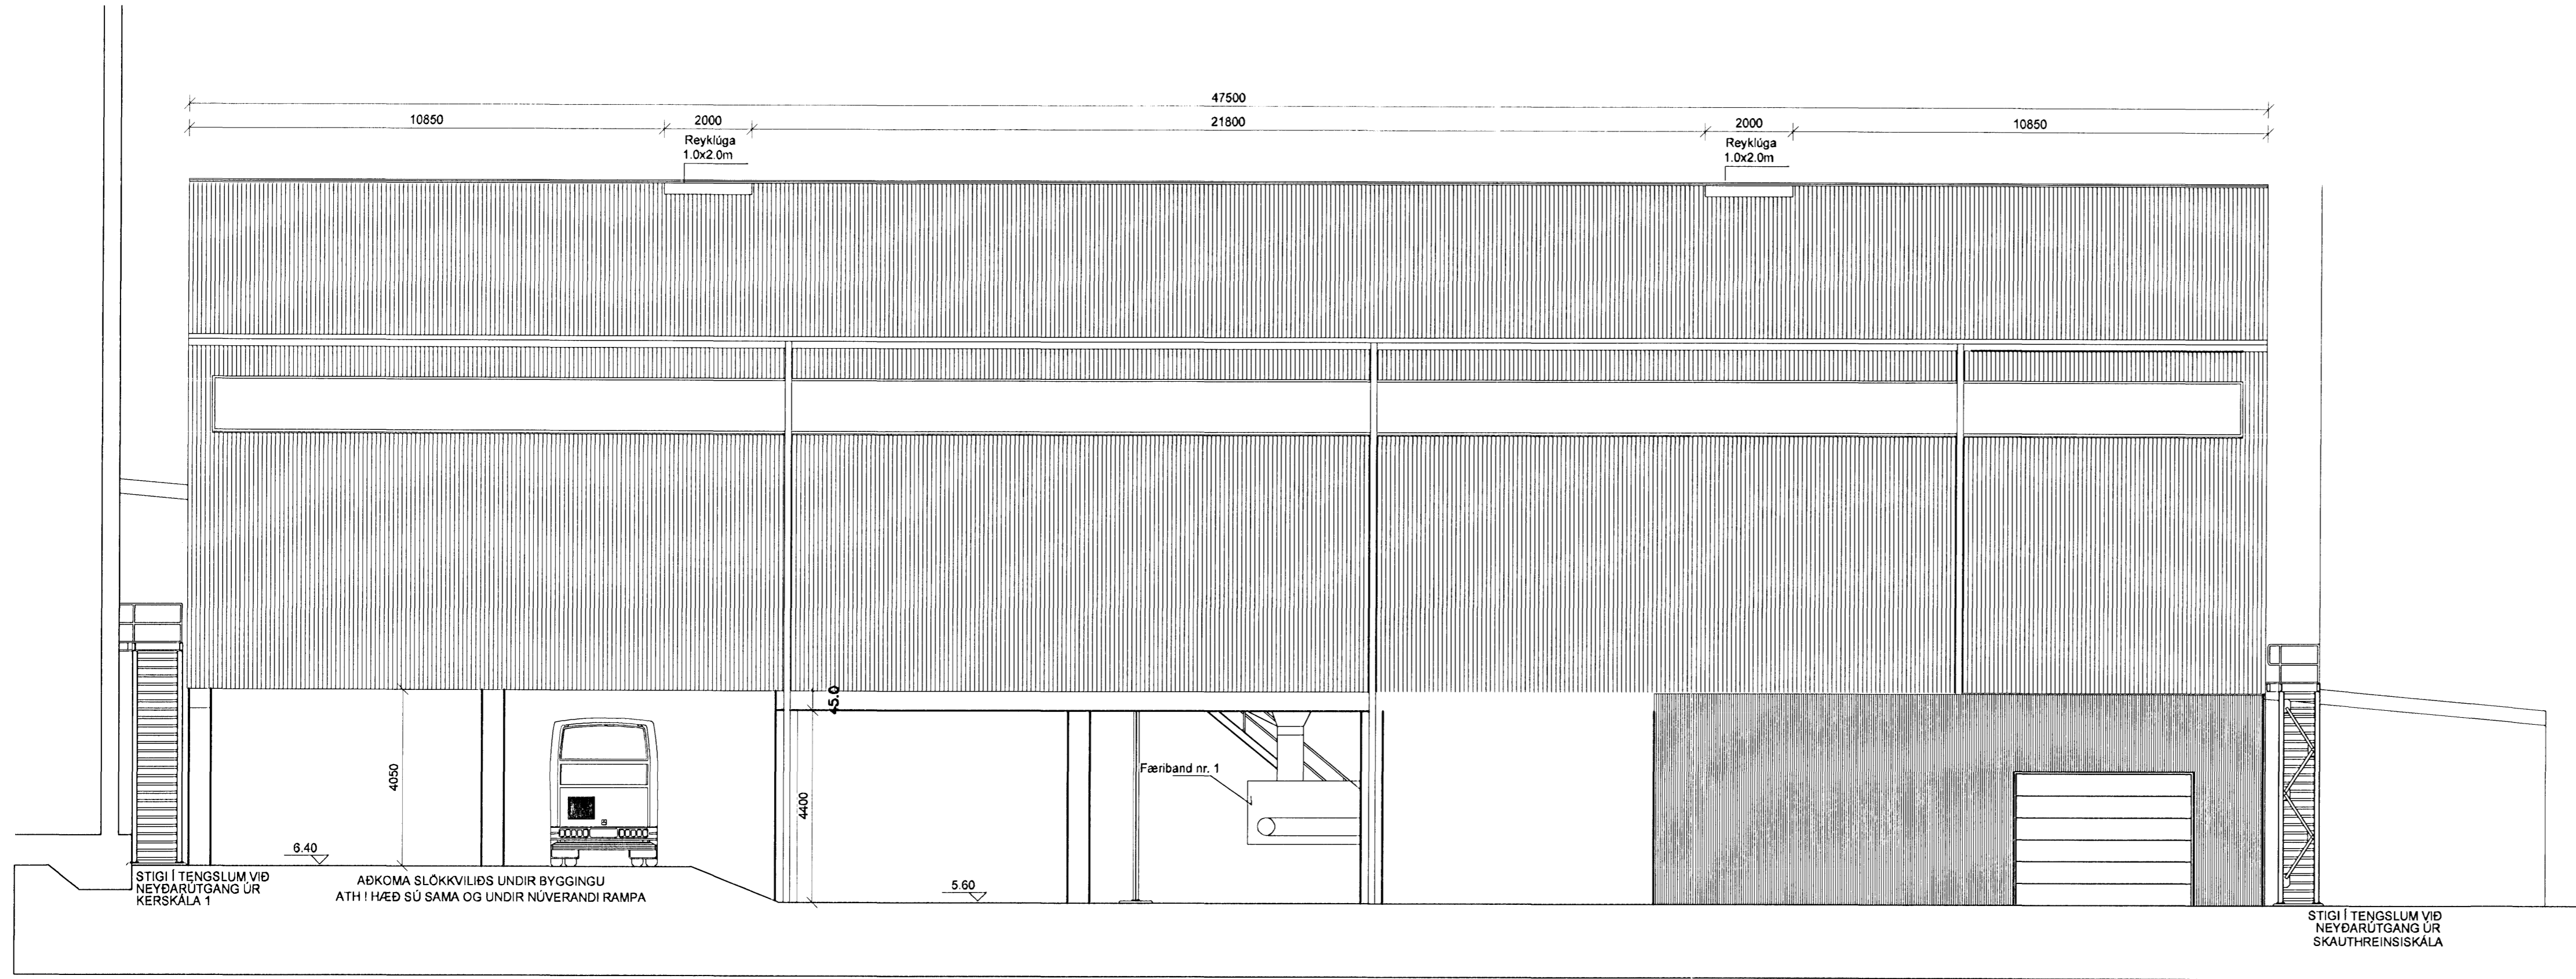 47500
10850
2000
21800
2000
10850
Reyklúga
1.0x2.0m
Reyklúga
1.0x2.0m
45.0
4050
4400
Færiband nr. 1
6.40
5.60
STIGI Í TENGSLUM VIÐ
NEYÐARÚTGANG ÚR
KERSKÁLA 1
AÐKOMA SLÖKKVILIÐS UNDIR BYGGINGU
ATH ! HÆÐ SÚ SAMA OG UNDIR NÚVERANDI RAMPA
STIGI Í TENGSLUM VIÐ
NEYÐARÚTGANG ÚR
SKAUTHREINSISKÁLA